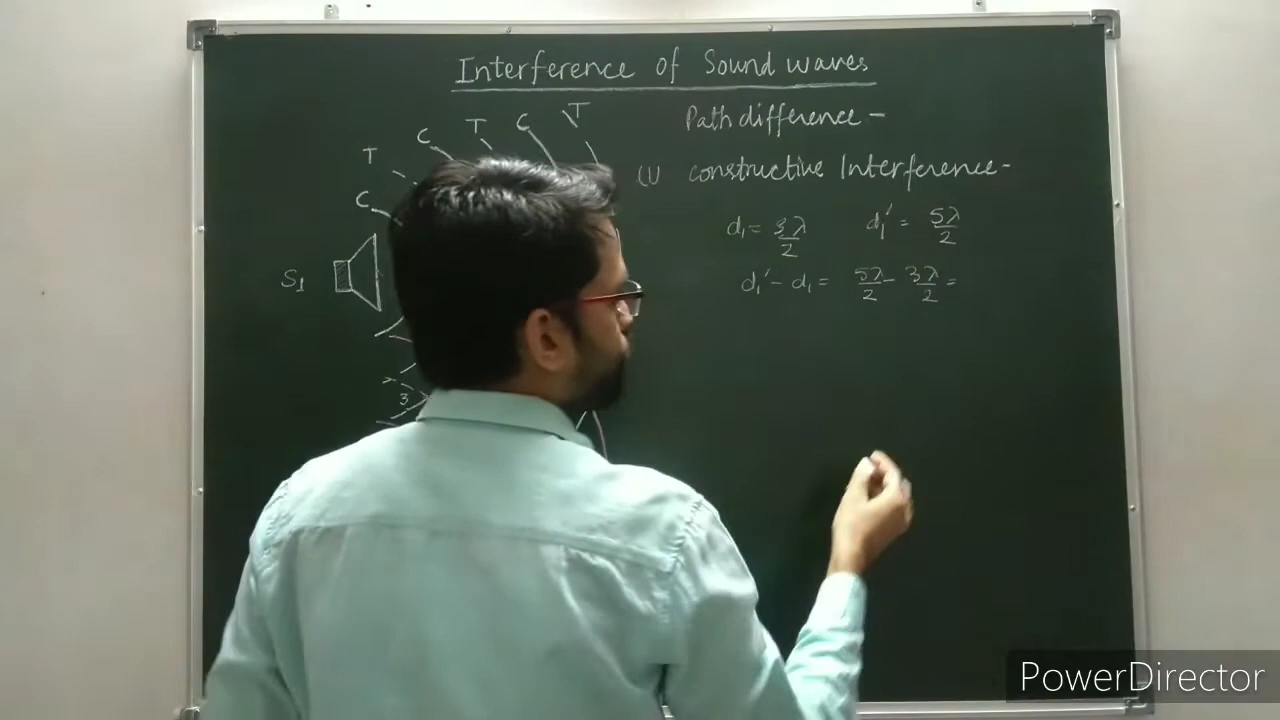 Interference of Sound waves
T C T C T
C
S1
3
Path difference -
(1) constructive Interference -
d₁ = 3λ/2 d₁' = 5λ/2
d₁' - d₁ = 5λ/2 - 3λ/2 =
PowerDirector